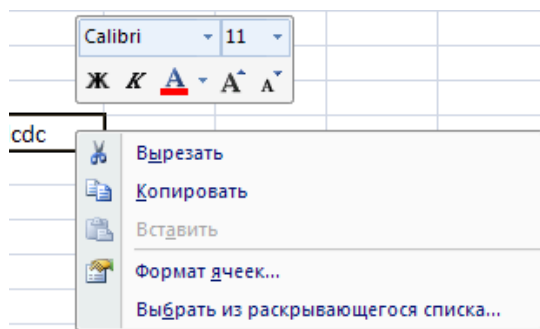 Calibri 11
Ж К А А А
cdc
Вырезать
Копировать
Вставить
Формат ячеек...
Выбрать из раскрывающегося списка...